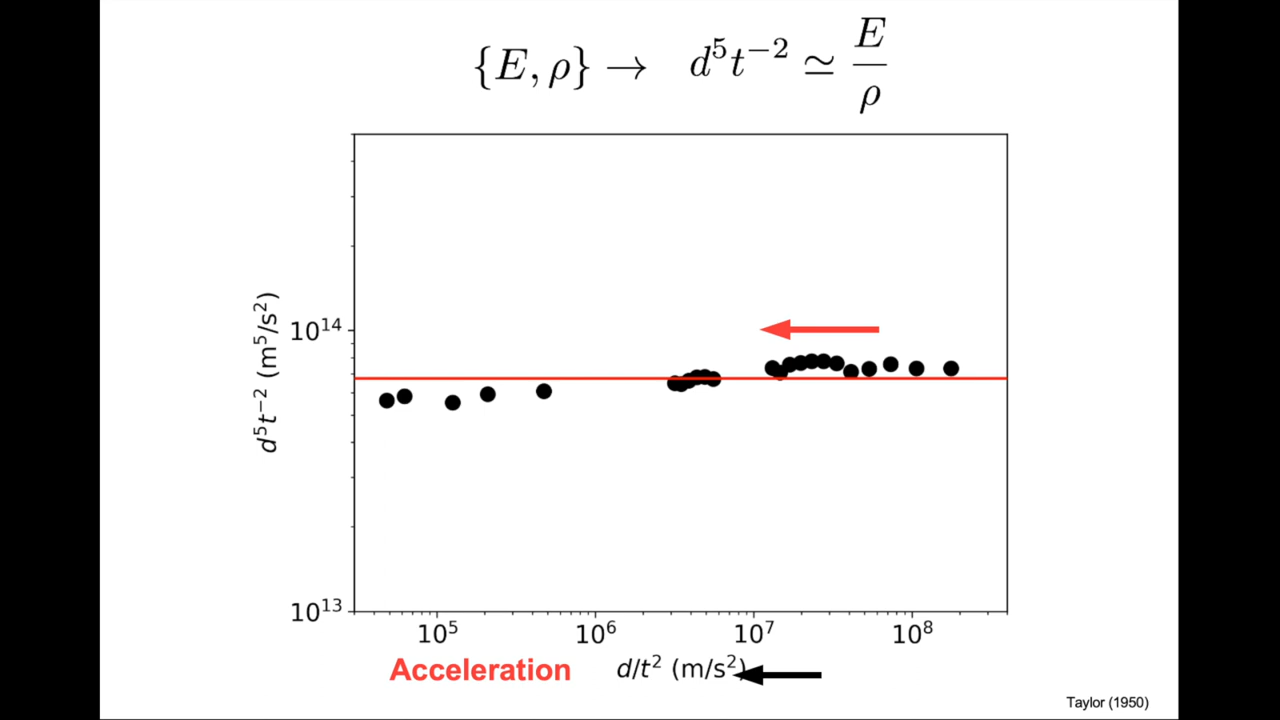 {E, ρ} → d⁵t⁻² ≃ E/ρ
d⁵t⁻² (m⁵/s²)
10¹⁴
10¹³
10⁵ 10⁶ 10⁷ 10⁸
Acceleration d/t² (m/s²)
Taylor (1950)